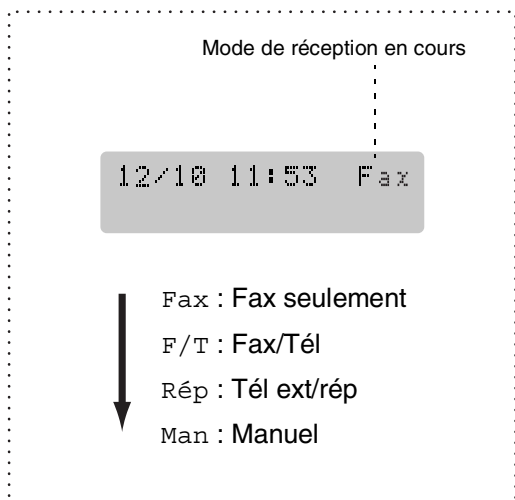 Mode de réception en cours
12/10 11:53 Fax
Fax : Fax seulement
F/T : Fax/Tél
Rép : Tél ext/rép
Man : Manuel